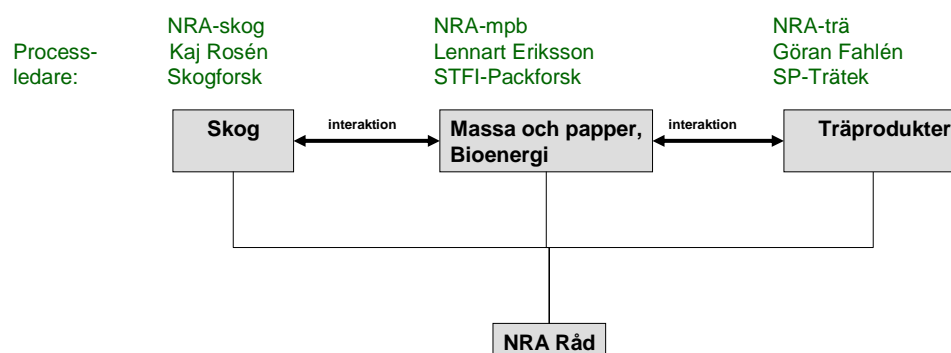 NRA-skog NRA-mpb NRA-trä
Process- Kaj Rosén Lennart Eriksson Göran Fahlén
ledare: Skogforsk STFI-Packforsk SP-Trätek
Skog interaktion Massa och papper, interaktion Träprodukter
Bioenergi
NRA Råd